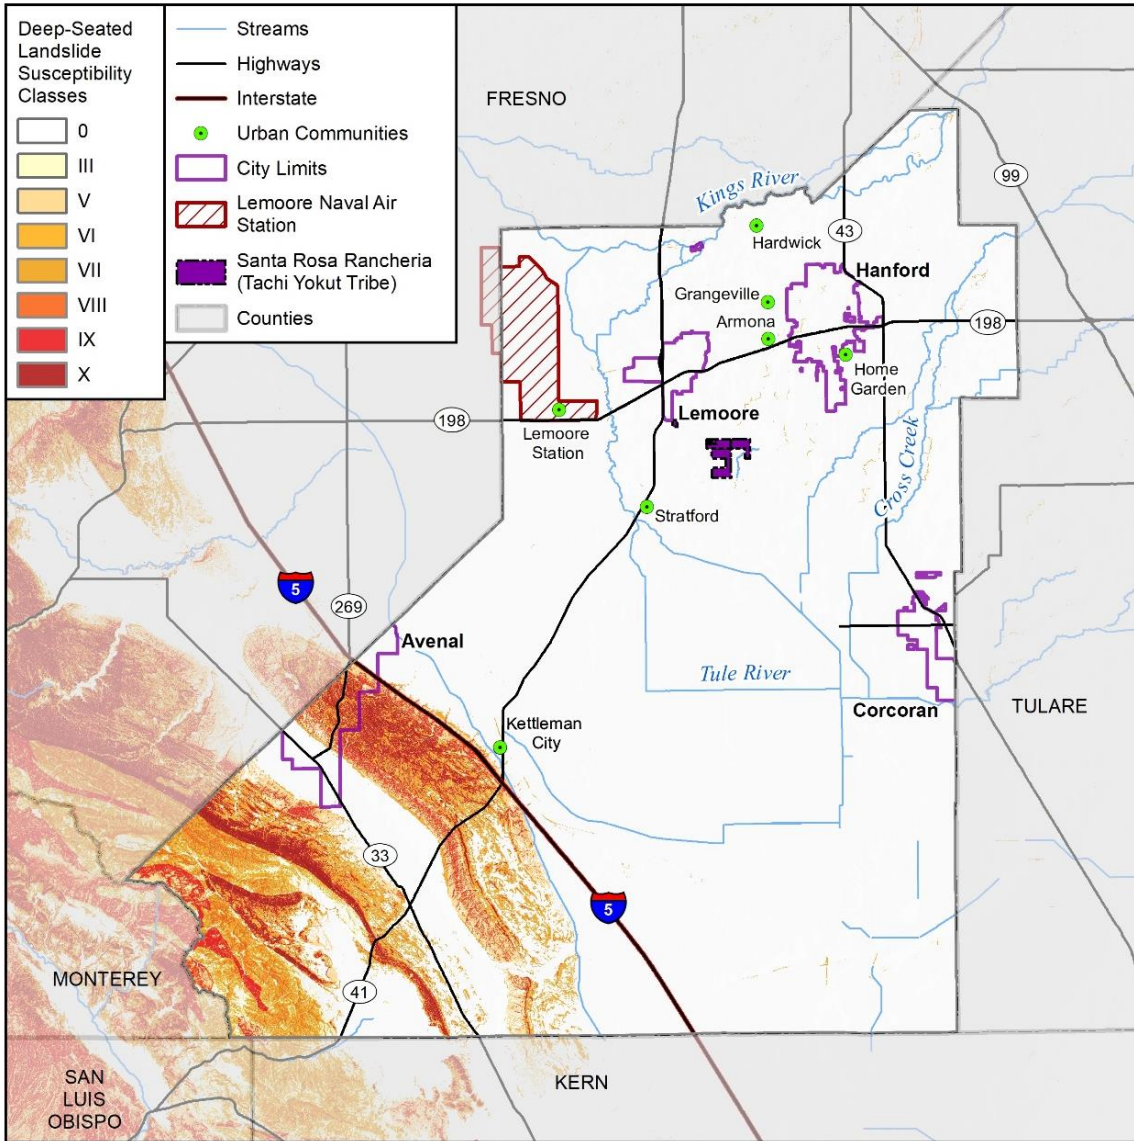 Deep-Seated
Landslide
Susceptibility
Classes
0
III
V
VI
VII
VIII
IX
X
Streams
Highways
Interstate
Urban Communities
City Limits
Lemoore Naval Air
Station
Santa Rosa Rancheria
(Tachi Yokut Tribe)
Counties
FRESNO
99
Kings River
43
Hardwick
Hanford
Grangeville
Armona
198
Home
Garden
198
Lemoore
Lemoore
Station
Cross Creek
Stratford
5
269
Avenal
Tule River
Corcoran
TULARE
Kettleman
City
33
5
MONTEREY
41
KERN
SAN
LUIS
OBISPO